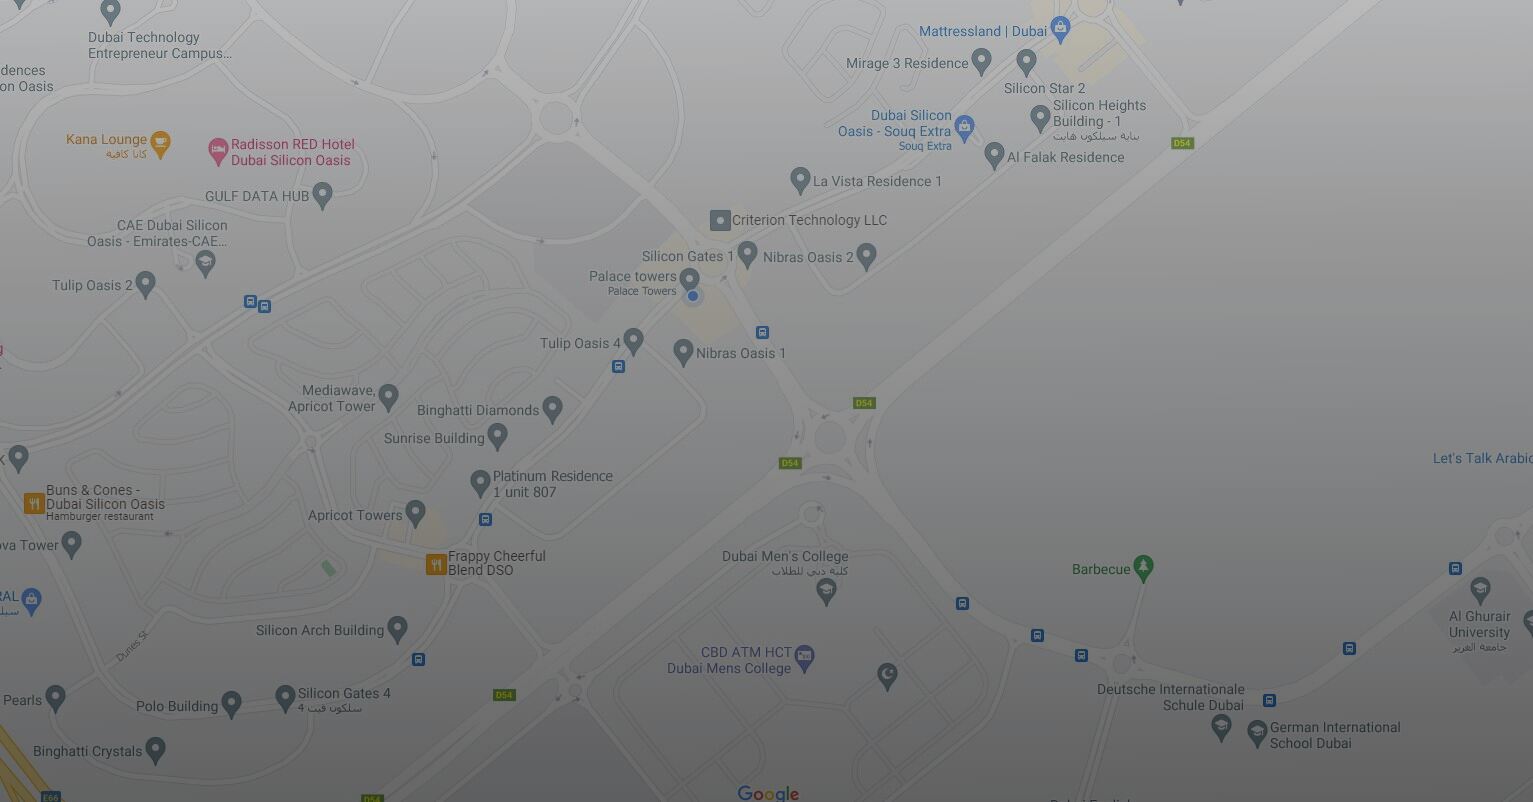 Dubai Technology
Entrepreneur Campus...
Mattressland | Dubai
Mirage 3 Residence
Silicon Star 2
dences
on Oasis
Silicon Heights
Building - 1
بناية سيليكون هايت
Dubai Silicon
Oasis - Souq Extra
Souq Extra
Kana Lounge
كانا كافية
Radisson RED Hotel
Dubai Silicon Oasis
D54
Al Falak Residence
GULF DATA HUB
La Vista Residence 1
CAE Dubai Silicon
Oasis - Emirates-CAE...
Criterion Technology LLC
Silicon Gates 1
Nibras Oasis 2
Palace towers
Palace Towers
Tulip Oasis 2
Tulip Oasis 4
Nibras Oasis 1
Mediawave,
Apricot Tower
Binghatti Diamonds
D54
Sunrise Building
D54
Let's Talk Arabic
Platinum Residence
1 unit 807
Buns & Cones -
Dubai Silicon Oasis
Hamburger restaurant
Apricot Towers
ova Tower
Frappy Cheerful
Blend DSO
Dubai Men's College
كلية دبي للطلاب
Barbecue
RAL
Al Ghurair
University
جامعة الغرير
Silicon Arch Building
Dunes St
CBD ATM HCT
Dubai Mens College
Pearls
Polo Building
Silicon Gates 4
سلكون قيت 4
D54
Deutsche Internationale
Schule Dubai
German International
School Dubai
Binghatti Crystals
E66
D54
Google